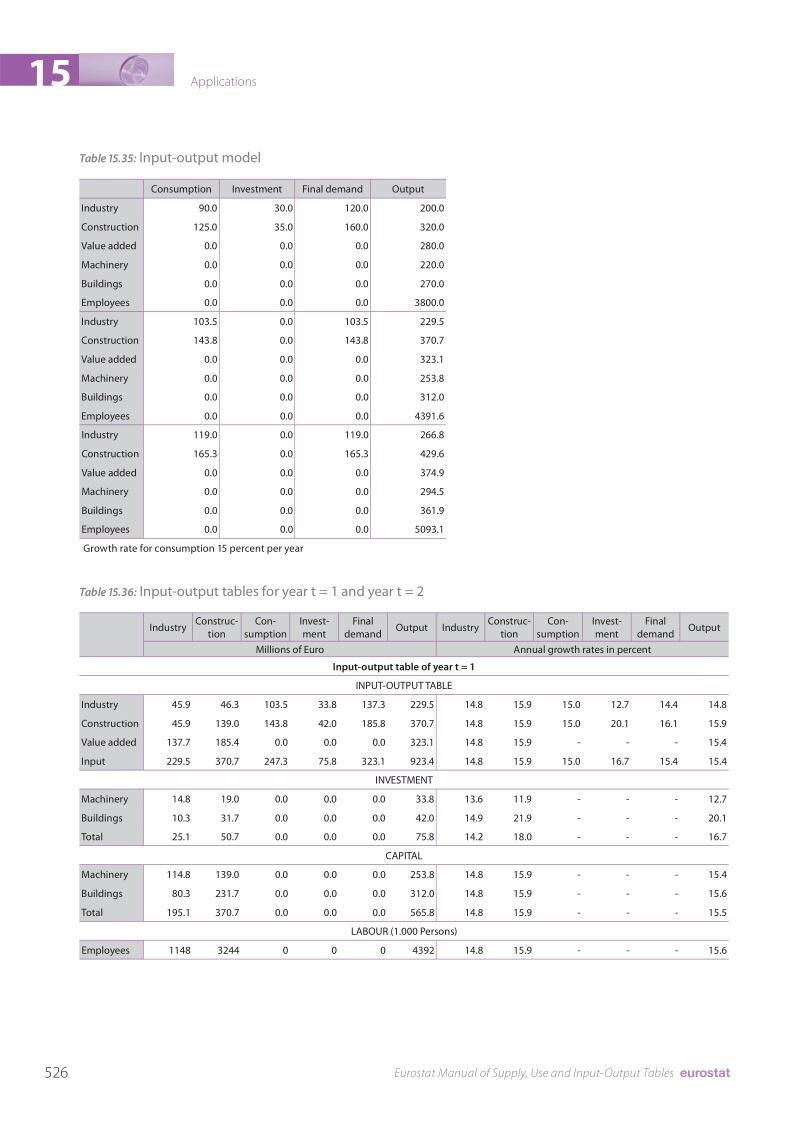 15
Applications
Table 15.35: Input-output model
Consumption Investment Final demand Output
Industry 90.0 30.0 120.0 200.0
Construction 125.0 35.0 160.0 320.0
Value added 0.0 0.0 0.0 280.0
Machinery 0.0 0.0 0.0 220.0
Buildings 0.0 0.0 0.0 270.0
Employees 0.0 0.0 0.0 3800.0
Industry 103.5 0.0 103.5 229.5
Construction 143.8 0.0 143.8 370.7
Value added 0.0 0.0 0.0 323.1
Machinery 0.0 0.0 0.0 253.8
Buildings 0.0 0.0 0.0 312.0
Employees 0.0 0.0 0.0 4391.6
Industry 119.0 0.0 119.0 266.8
Construction 165.3 0.0 165.3 429.6
Value added 0.0 0.0 0.0 374.9
Machinery 0.0 0.0 0.0 294.5
Buildings 0.0 0.0 0.0 361.9
Employees 0.0 0.0 0.0 5093.1
Growth rate for consumption 15 percent per year
Table 15.36: Input-output tables for year t = 1 and year t = 2
Industry Construc-tion Con-sumption Invest-ment Final demand Output Industry Construc-tion Con-sumption Invest-ment Final demand Output
Millions of Euro Annual growth rates in percent
Input-output table of year t = 1
INPUT-OUTPUT TABLE
Industry 45.9 46.3 103.5 33.8 137.3 229.5 14.8 15.9 15.0 12.7 14.4 14.8
Construction 45.9 139.0 143.8 42.0 185.8 370.7 14.8 15.9 15.0 20.1 16.1 15.9
Value added 137.7 185.4 0.0 0.0 0.0 323.1 14.8 15.9 - - - 15.4
Input 229.5 370.7 247.3 75.8 323.1 923.4 14.8 15.9 15.0 16.7 15.4 15.4
INVESTMENT
Machinery 14.8 19.0 0.0 0.0 0.0 33.8 13.6 11.9 - - - 12.7
Buildings 10.3 31.7 0.0 0.0 0.0 42.0 14.9 21.9 - - - 20.1
Total 25.1 50.7 0.0 0.0 0.0 75.8 14.2 18.0 - - - 16.7
CAPITAL
Machinery 114.8 139.0 0.0 0.0 0.0 253.8 14.8 15.9 - - - 15.4
Buildings 80.3 231.7 0.0 0.0 0.0 312.0 14.8 15.9 - - - 15.6
Total 195.1 370.7 0.0 0.0 0.0 565.8 14.8 15.9 - - - 15.5
LABOUR (1.000 Persons)
Employees 1148 3244 0 0 0 4392 14.8 15.9 - - - 15.6
526
Eurostat Manual of Supply, Use and Input-Output Tables eurostat